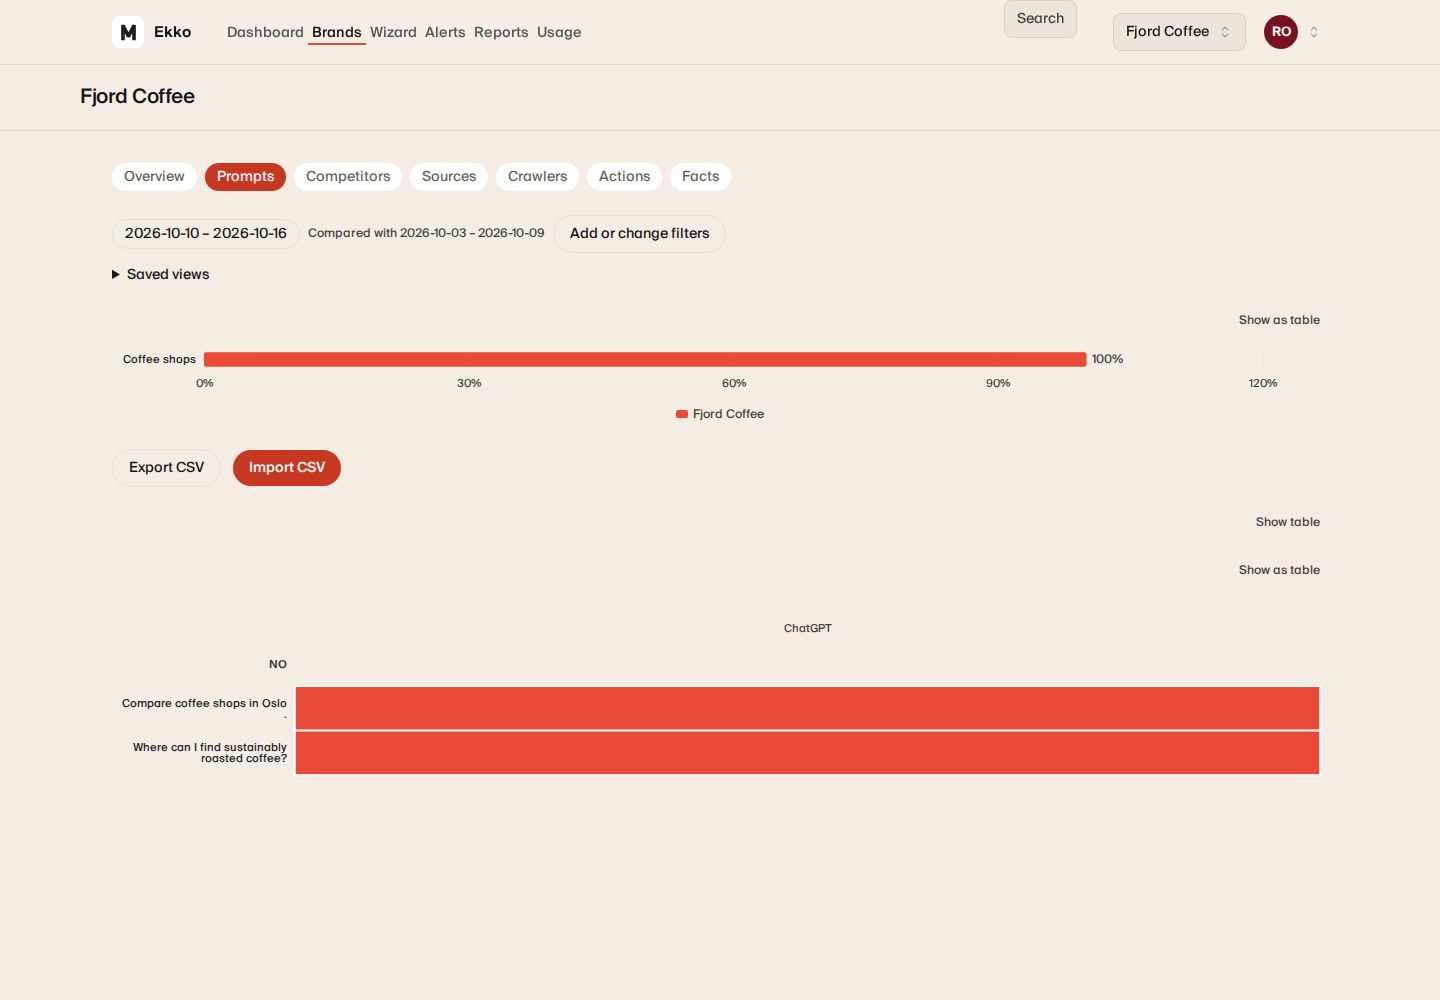 M Ekko Dashboard Brands Wizard Alerts Reports Usage Search Fjord Coffee RO
Fjord Coffee
Overview Prompts Competitors Sources Crawlers Actions Facts
2026-10-10 – 2026-10-16 Compared with 2026-10-03 – 2026-10-09 Add or change filters
Saved views
Show as table
Coffee shops 100%
0% 30% 60% 90% 120%
Fjord Coffee
Export CSV Import CSV
Show table
Show as table
ChatGPT
NO
Compare coffee shops in Oslo
.
Where can I find sustainably
roasted coffee?